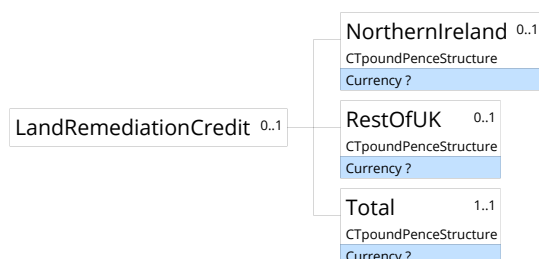 NorthernIreland 0..1
CTpoundPenceStructure
Currency ?
LandRemediationCredit 0..1
RestOfUK 0..1
CTpoundPenceStructure
Currency ?
Total 1..1
CTpoundPenceStructure
Currency ?